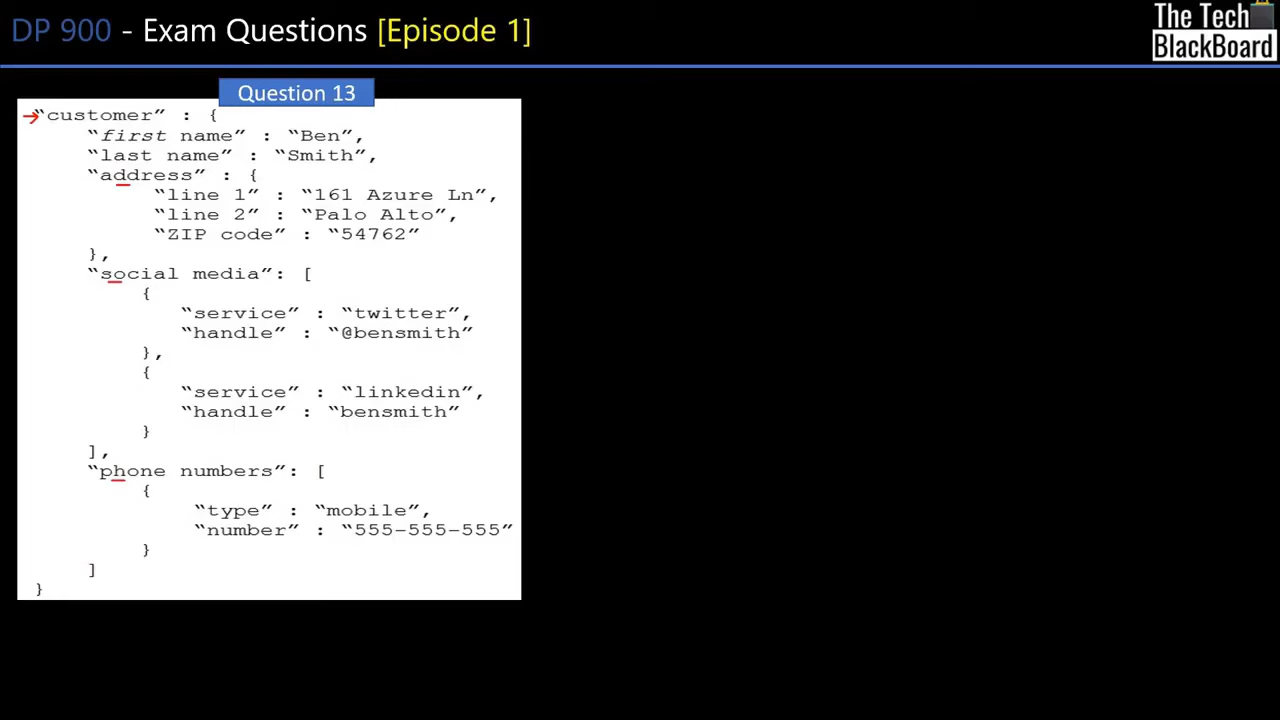 DP 900 - Exam Questions [Episode 1]
The Tech
BlackBoard
Question 13
“customer” : {
“first name” : “Ben”,
“last name” : “Smith”,
“address” : {
“line 1” : “161 Azure Ln”,
“line 2” : “Palo Alto”,
“ZIP code” : “54762”
},
“social media”: [
{
“service” : “twitter”,
“handle” : “@bensmith”
},
{
“service” : “linkedin”,
“handle” : “bensmith”
}
],
“phone numbers”: [
{
“type” : “mobile”,
“number” : “555-555-555”
}
]
}